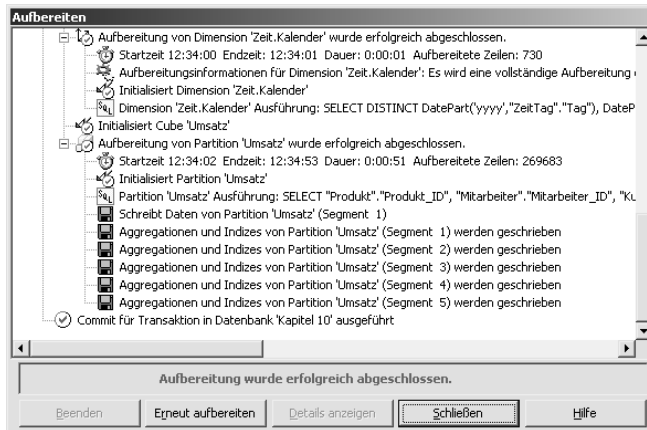 Aufbereiten
Aufbereitung von Dimension 'Zeit.Kalender' wurde erfolgreich abgeschlossen.
Startzeit 12:34:00 Endzeit: 12:34:01 Dauer: 0:00:01 Aufbereitete Zeilen: 730
Aufbereitungsinformationen für Dimension 'Zeit.Kalender': Es wird eine vollständige Aufbereitung
Initialisiert Dimension 'Zeit.Kalender'
SQL Dimension 'Zeit.Kalender' Ausführung: SELECT DISTINCT DatePart('yyyy',"ZeitTag"."Tag"), DateP
Initialisiert Cube 'Umsatz'
Aufbereitung von Partition 'Umsatz' wurde erfolgreich abgeschlossen.
Startzeit 12:34:02 Endzeit: 12:34:53 Dauer: 0:00:51 Aufbereitete Zeilen: 269683
Initialisiert Partition 'Umsatz'
SQL Partition 'Umsatz' Ausführung: SELECT "Produkt"."Produkt_ID", "Mitarbeiter"."Mitarbeiter_ID", "Ku
Schreibt Daten von Partition 'Umsatz' (Segment 1)
Aggregationen und Indizes von Partition 'Umsatz' (Segment 1) werden geschrieben
Aggregationen und Indizes von Partition 'Umsatz' (Segment 2) werden geschrieben
Aggregationen und Indizes von Partition 'Umsatz' (Segment 3) werden geschrieben
Aggregationen und Indizes von Partition 'Umsatz' (Segment 4) werden geschrieben
Aggregationen und Indizes von Partition 'Umsatz' (Segment 5) werden geschrieben
Commit für Transaktion in Datenbank 'Kapitel 10' ausgeführt
Aufbereitung wurde erfolgreich abgeschlossen.
Beenden Erneut aufbereiten Details anzeigen Schließen Hilfe